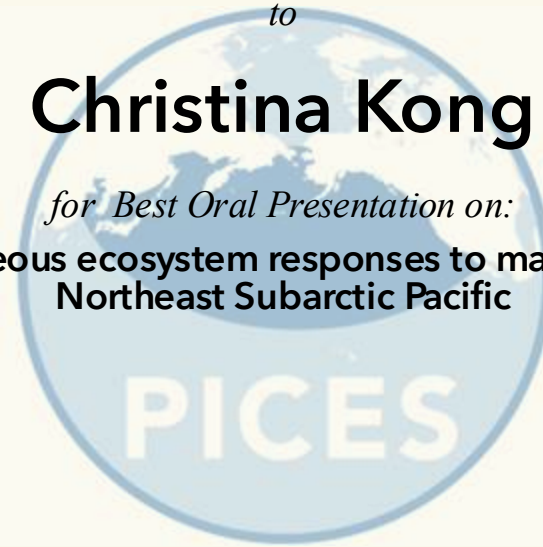 to
Christina Kong
for Best Oral Presentation on:
eous ecosystem responses to ma
Northeast Subarctic Pacific
PICES